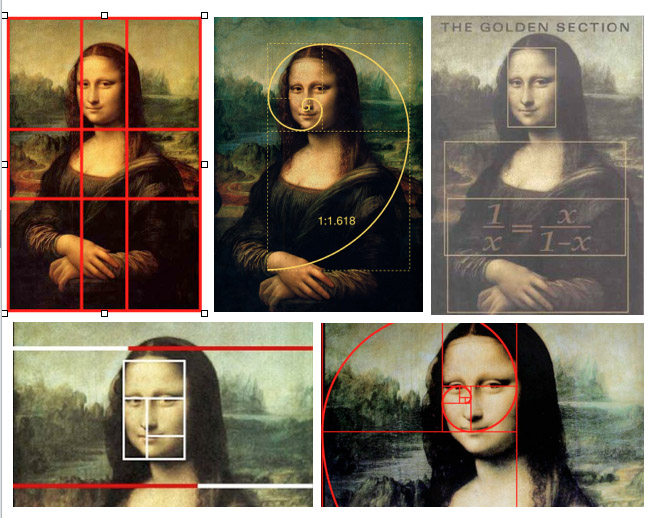 THE GOLDEN SECTION
1:1.618
1/x = x/1-x